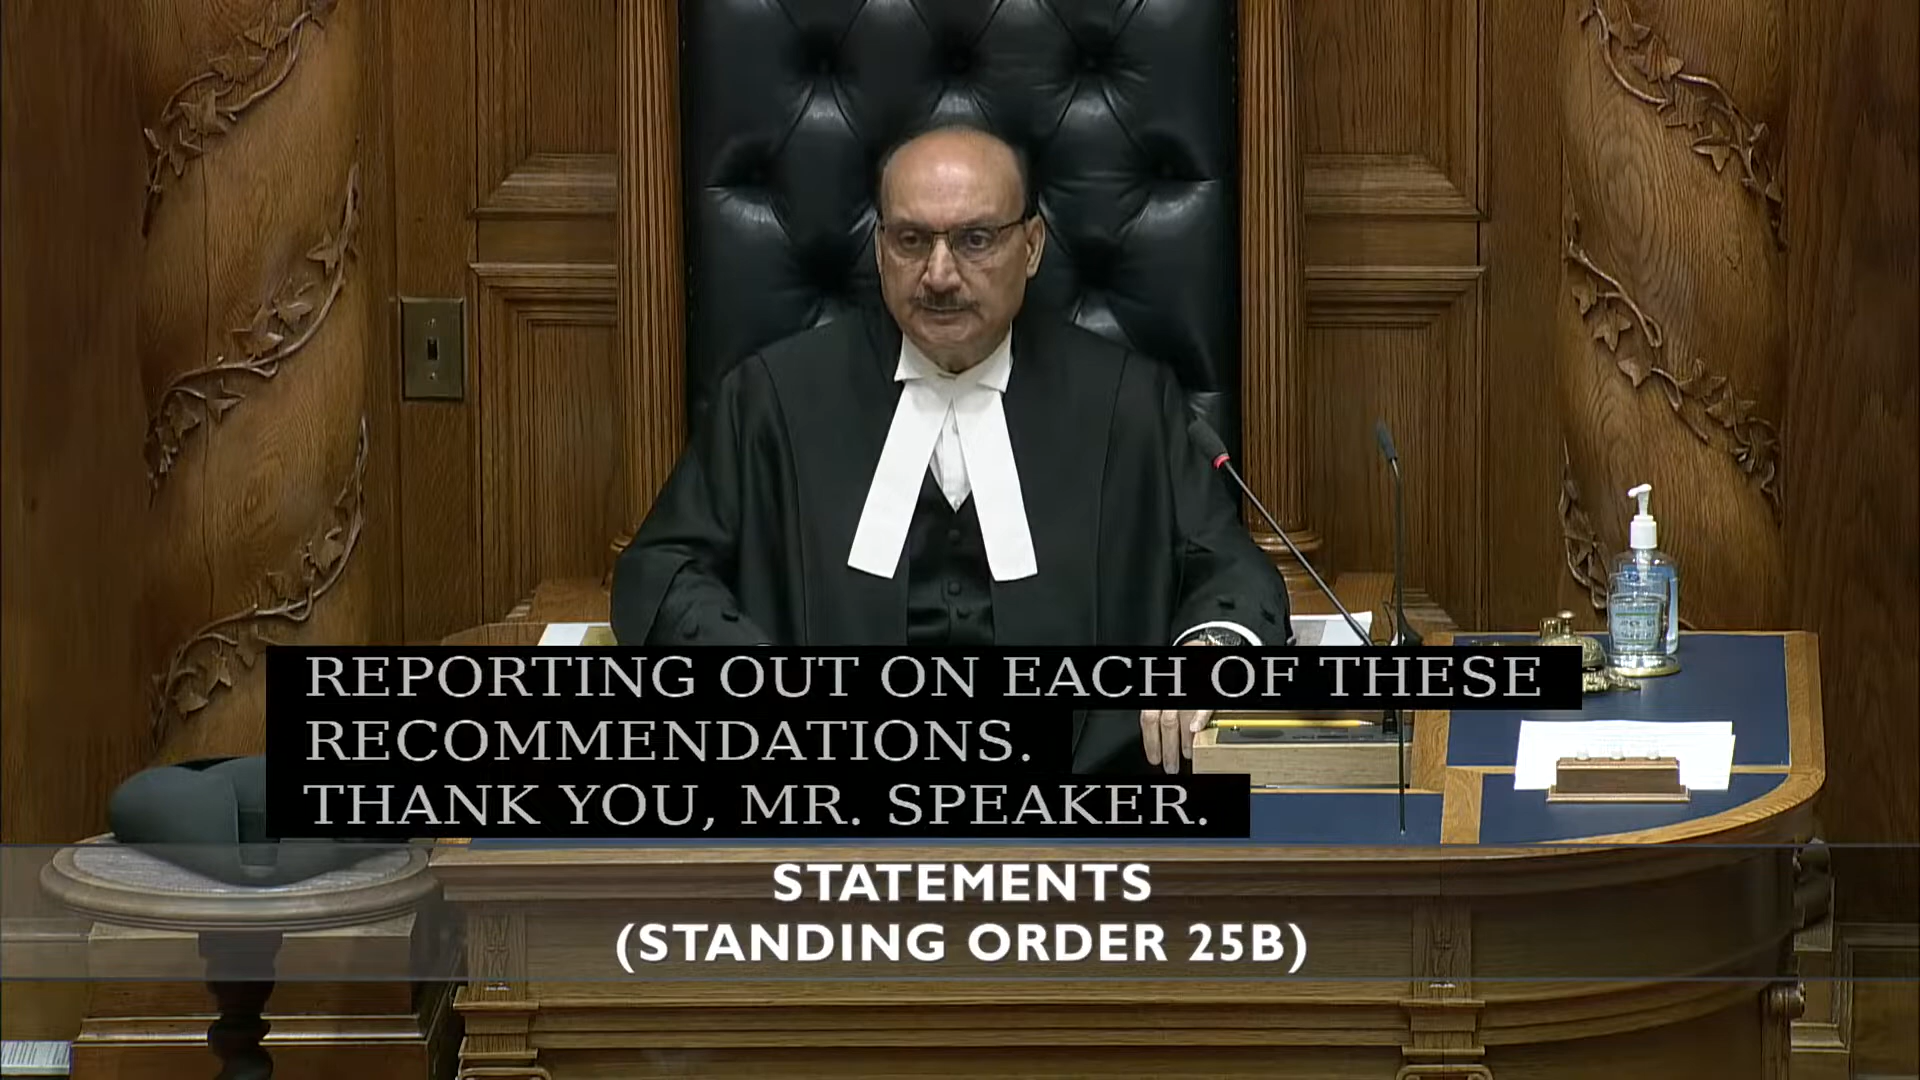 REPORTING OUT ON EACH OF THESE
RECOMMENDATIONS.
THANK YOU, MR. SPEAKER.
STATEMENTS
(STANDING ORDER 25B)